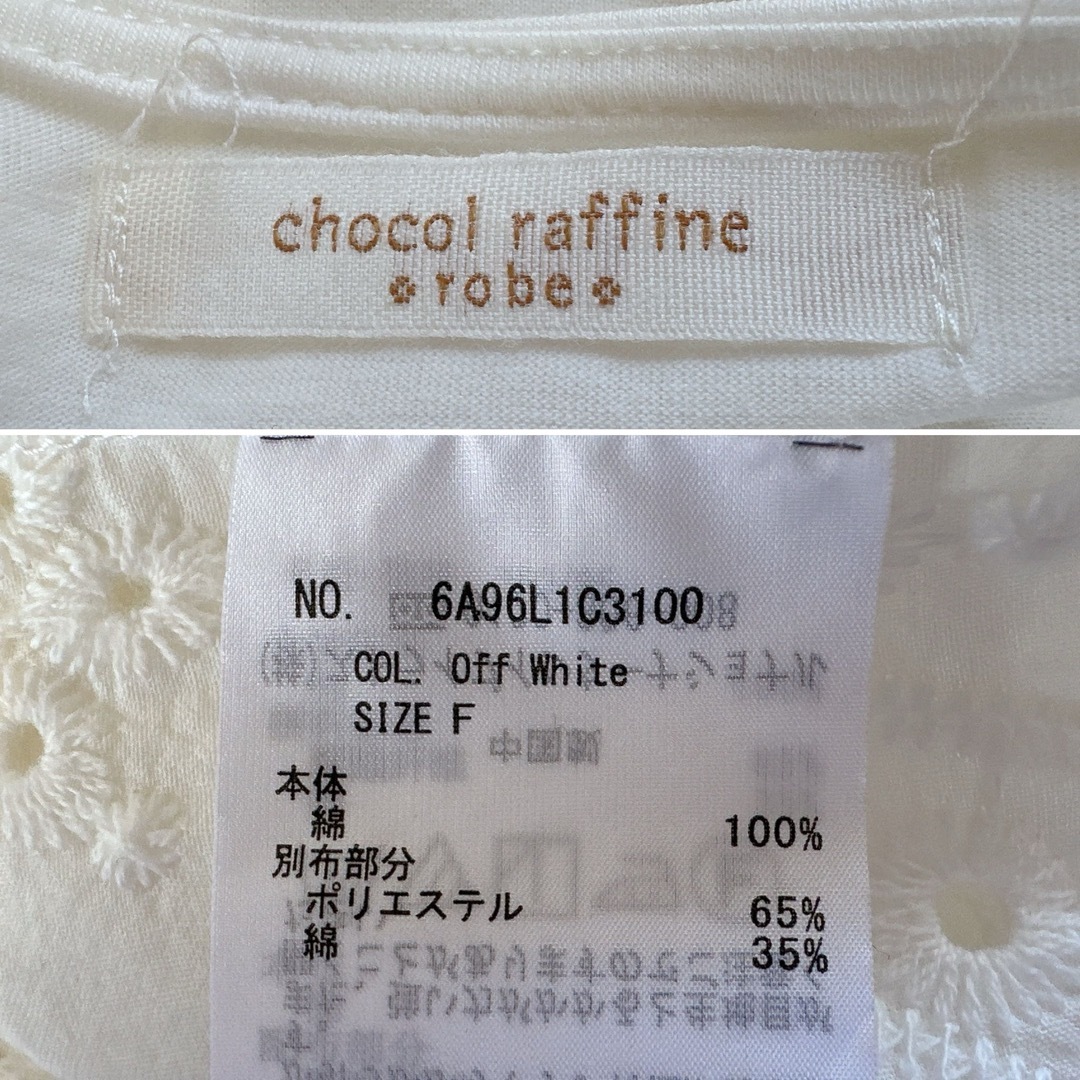 chocol raffine
robe
NO. 6A96L1C3100
COL. Off White
SIZE F
本体
綿 100%
別布部分
ポリエステル 65%
綿 35%